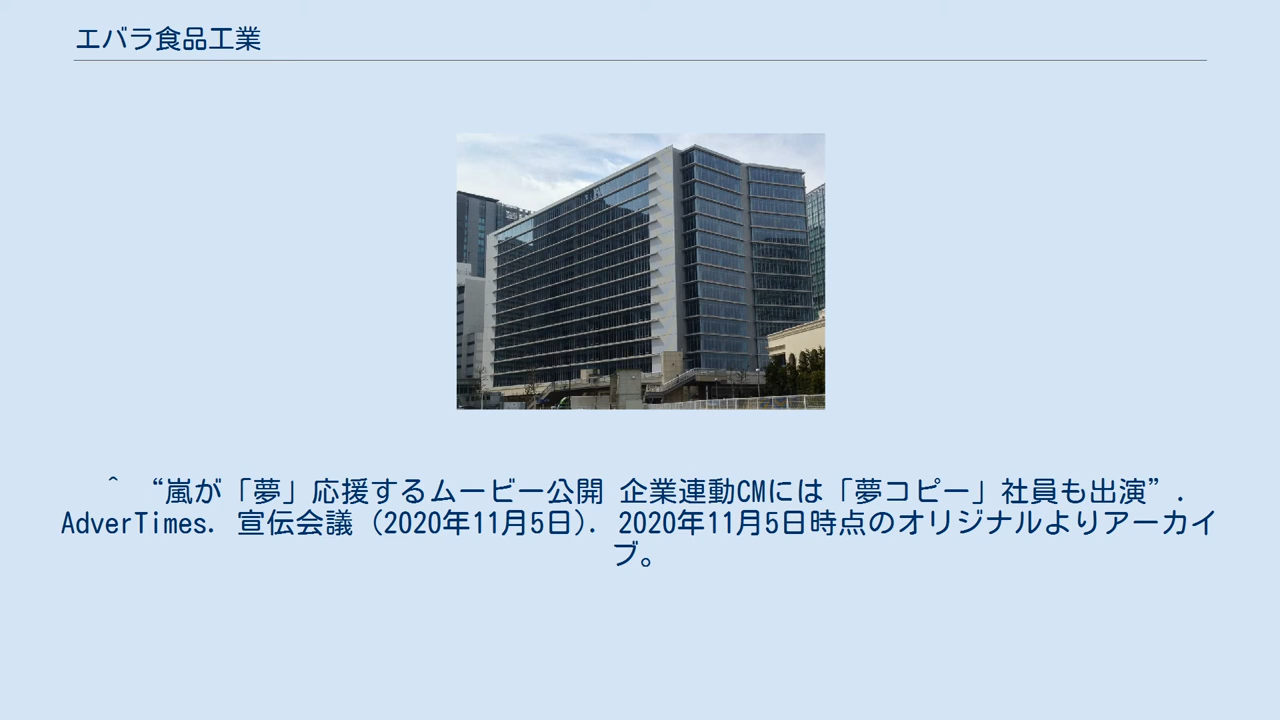 エバラ食品工業
^ “嵐が「夢」応援するムービー公開 企業連動CMには「夢コピー」社員も出演”.
AdverTimes. 宣伝会議 (2020年11月5日). 2020年11月5日時点のオリジナルよりアーカイ
ブ。